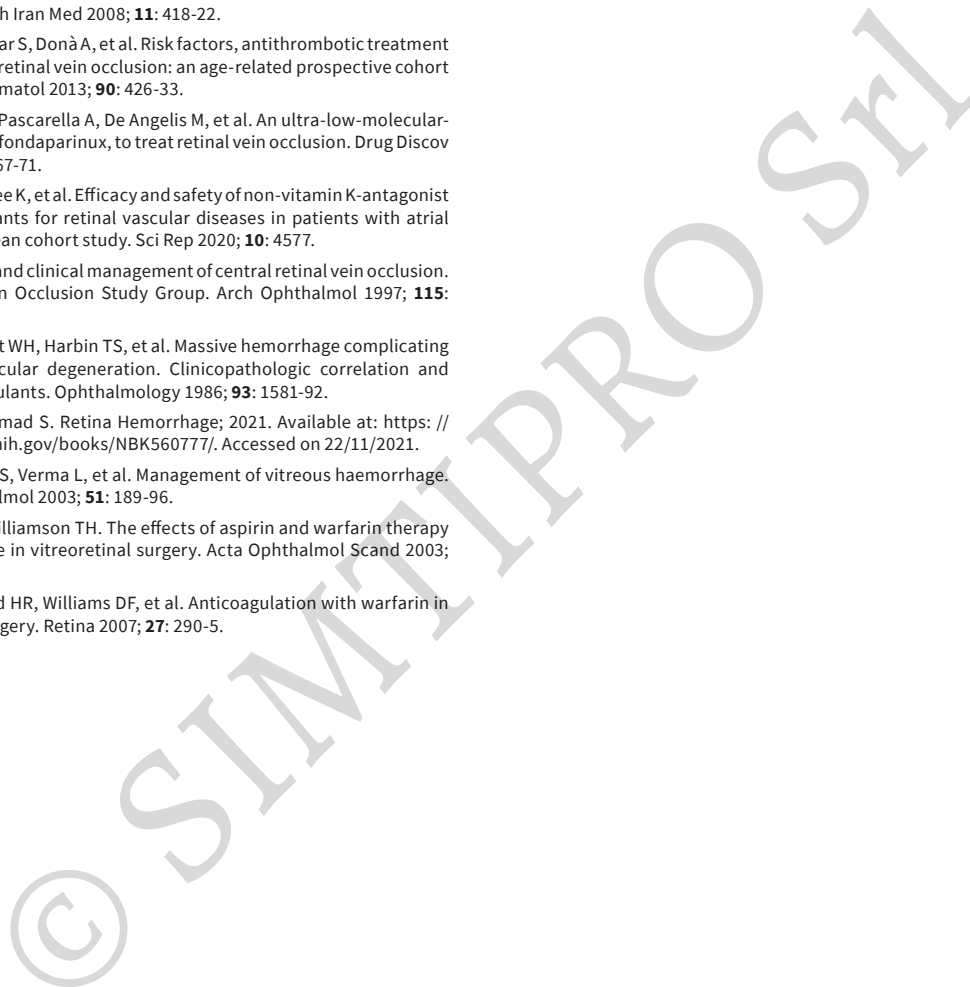 h Iran Med 2008; 11: 418-22.
ar S, Donà A, et al. Risk factors, antithrombotic treatment
retinal vein occlusion: an age-related prospective cohort
matol 2013; 90: 426-33.
Pascarella A, De Angelis M, et al. An ultra-low-molecular-
fondaparinux, to treat retinal vein occlusion. Drug Discov
67-71.
ee K, et al. Efficacy and safety of non-vitamin K-antagonist
ants for retinal vascular diseases in patients with atrial
ean cohort study. Sci Rep 2020; 10: 4577.
and clinical management of central retinal vein occlusion.
n Occlusion Study Group. Arch Ophthalmol 1997; 115:
t WH, Harbin TS, et al. Massive hemorrhage complicating
cular degeneration. Clinicopathologic correlation and
ulants. Ophthalmology 1986; 93: 1581-92.
mad S. Retina Hemorrhage; 2021. Available at: https: //
nih.gov/books/NBK560777/. Accessed on 22/11/2021.
S, Verma L, et al. Management of vitreous haemorrhage.
lmol 2003; 51: 189-96.
illiamson TH. The effects of aspirin and warfarin therapy
e in vitreoretinal surgery. Acta Ophthalmol Scand 2003;
d HR, Williams DF, et al. Anticoagulation with warfarin in
gery. Retina 2007; 27: 290-5.
© SIMTIPRO Srl